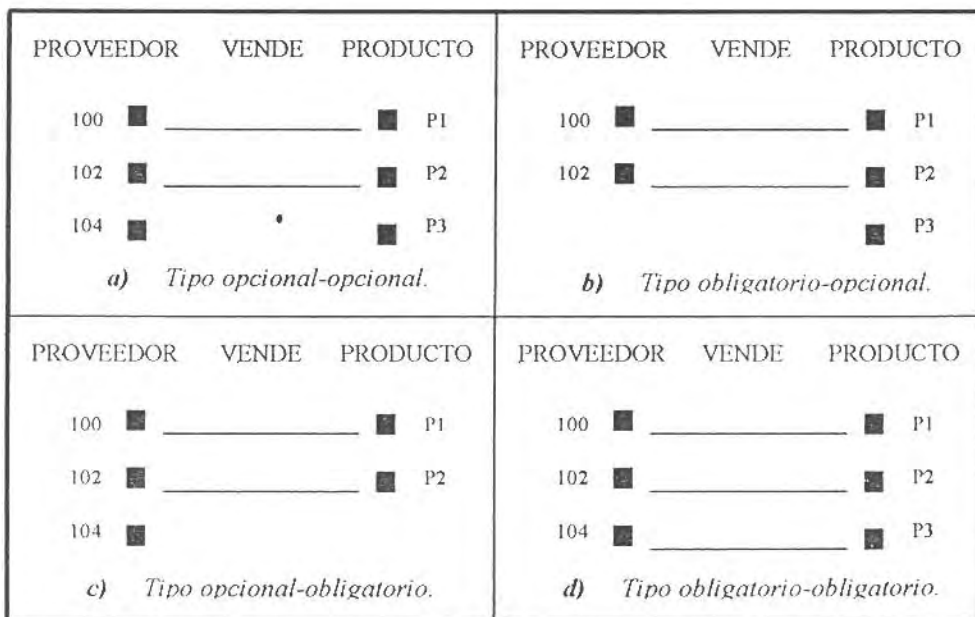 PROVEEDOR VENDE PRODUCTO
100 P1
102 P2
104 P3
a) Tipo opcional-opcional.
PROVEEDOR VENDE PRODUCTO
100 P1
102 P2
P3
b) Tipo obligatorio-opcional.
PROVEEDOR VENDE PRODUCTO
100 P1
102 P2
104
c) Tipo opcional-obligatorio.
PROVEEDOR VENDE PRODUCTO
100 P1
102 P2
104 P3
d) Tipo obligatorio-obligatorio.